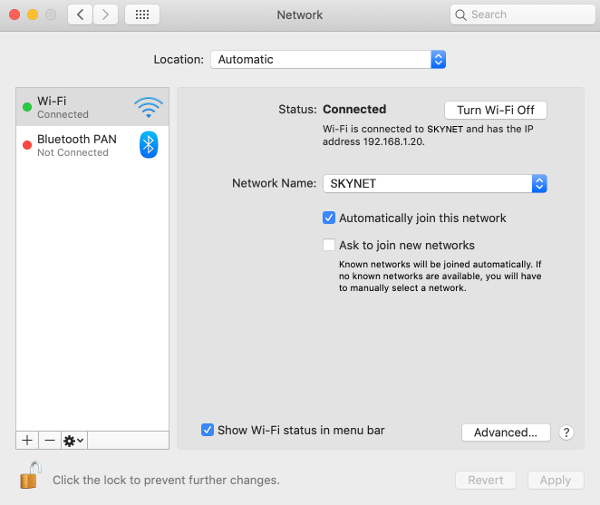 Network
Search
Location: Automatic
Wi-Fi
Connected
Bluetooth PAN
Not Connected
Status: Connected
Turn Wi-Fi Off
Wi-Fi is connected to SKYNET and has the IP
address 192.168.1.20.
Network Name: SKYNET
Automatically join this network
Ask to join new networks
Known networks will be joined automatically. If
no known networks are available, you will have
to manually select a network.
Show Wi-Fi status in menu bar
Advanced...
?
Click the lock to prevent further changes.
Revert
Apply